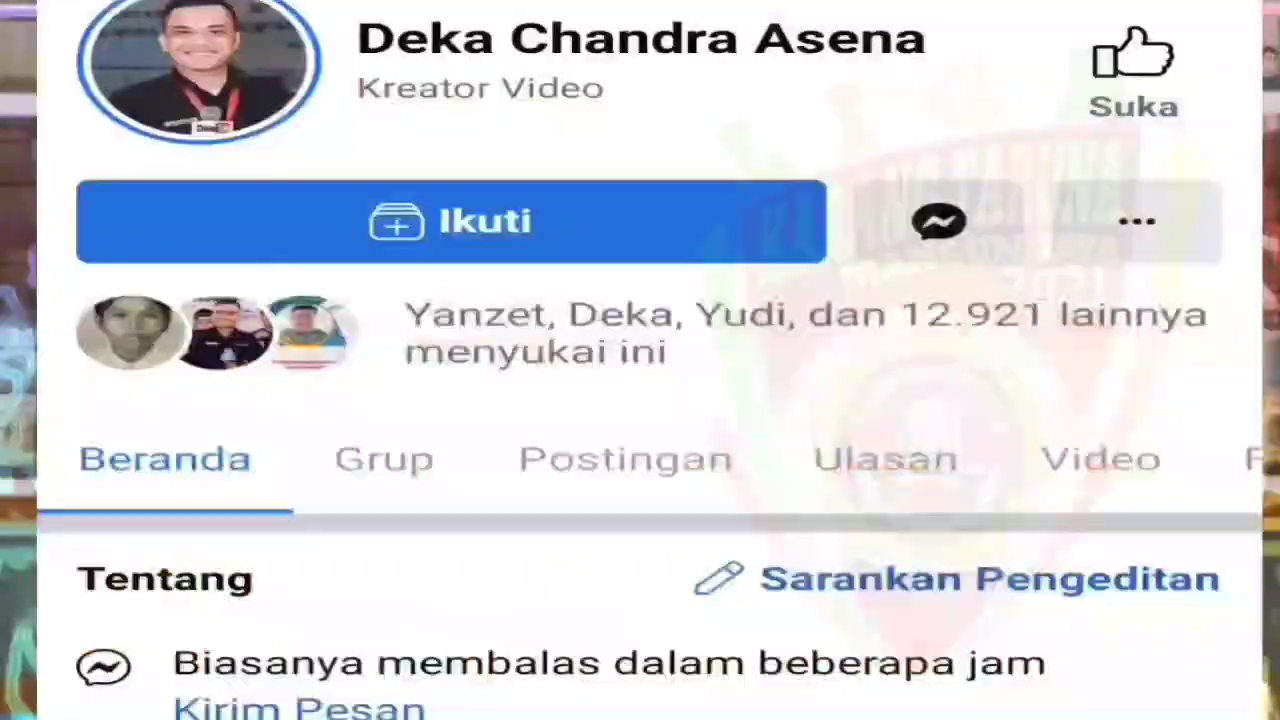 Deka Chandra Asena
Kreator Video
Suka
Ikuti
Yanzet, Deka, Yudi, dan 12.921 lainnya
menyukai ini
Beranda Grup Postingan Ulasan Video
Tentang
Sarankan Pengeditan
Biasanya membalas dalam beberapa jam
Kirim Pesan